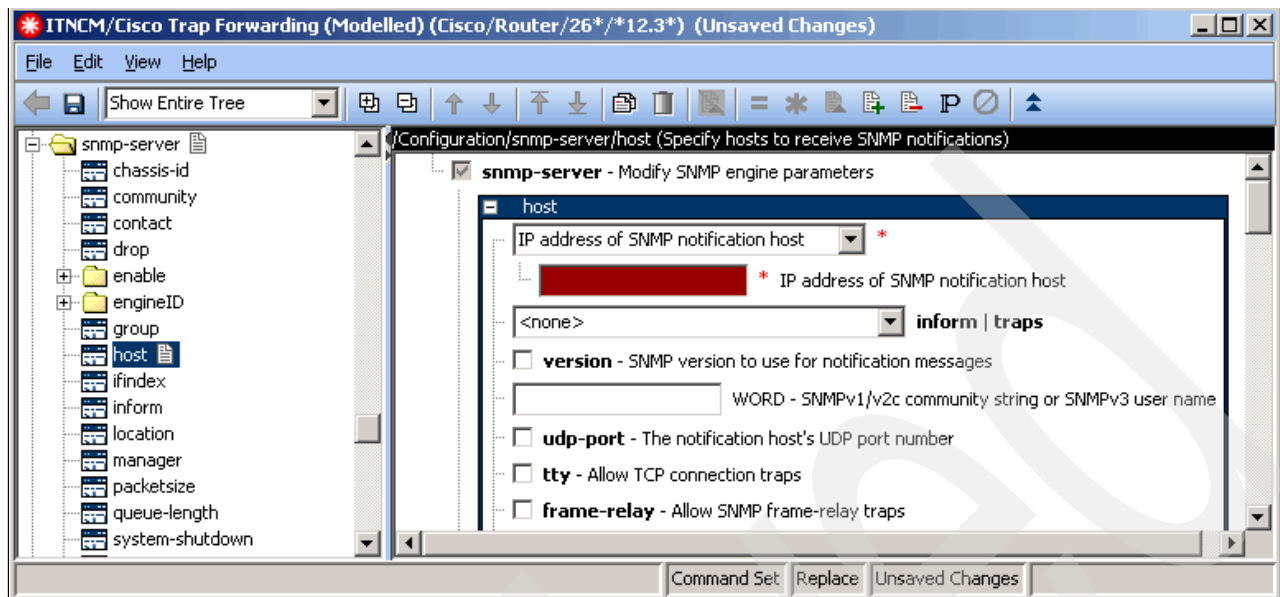 ITNCM/Cisco Trap Forwarding (Modelled) (Cisco/Router/26*/*12.3*) (Unsaved Changes)
File Edit View Help
Show Entire Tree
snmp-server
chassis-id
community
contact
drop
enable
engineID
group
host
ifindex
inform
location
manager
packetsize
queue-length
system-shutdown
/Configuration/snmp-server/host (Specify hosts to receive SNMP notifications)
snmp-server - Modify SNMP engine parameters
host
IP address of SNMP notification host *
* IP address of SNMP notification host
<none> inform | traps
version - SNMP version to use for notification messages
WORD - SNMPv1/v2c community string or SNMPv3 user name
udp-port - The notification host's UDP port number
tty - Allow TCP connection traps
frame-relay - Allow SNMP frame-relay traps
Command Set Replace Unsaved Changes